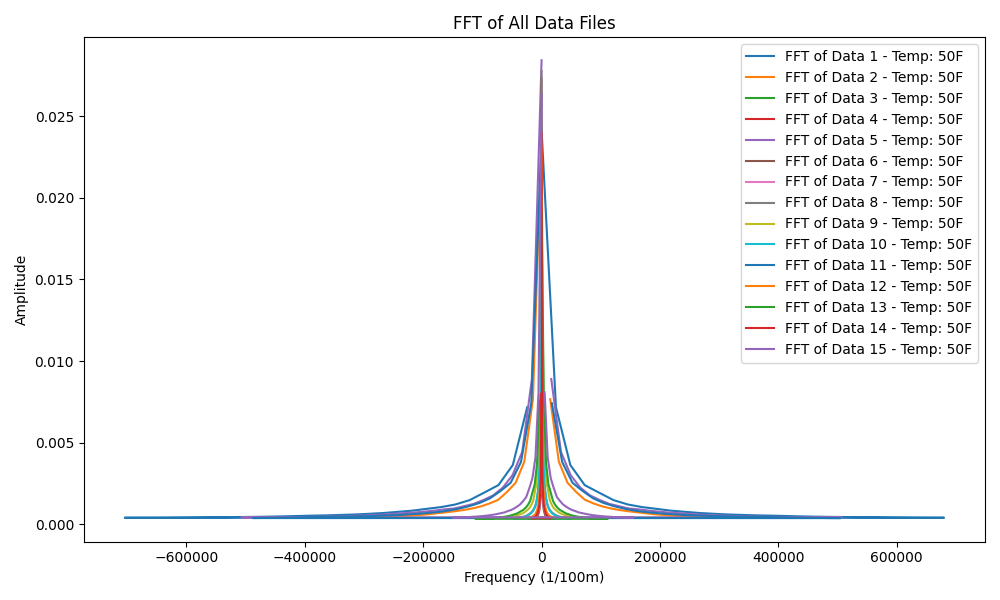 FFT of All Data Files
FFT of Data 1 - Temp: 50F
FFT of Data 2 - Temp: 50F
FFT of Data 3 - Temp: 50F
FFT of Data 4 - Temp: 50F
FFT of Data 5 - Temp: 50F
FFT of Data 6 - Temp: 50F
FFT of Data 7 - Temp: 50F
FFT of Data 8 - Temp: 50F
FFT of Data 9 - Temp: 50F
FFT of Data 10 - Temp: 50F
FFT of Data 11 - Temp: 50F
FFT of Data 12 - Temp: 50F
FFT of Data 13 - Temp: 50F
FFT of Data 14 - Temp: 50F
FFT of Data 15 - Temp: 50F
Amplitude
0.025
0.020
0.015
0.010
0.005
0.000
−600000 −400000 −200000 0 200000 400000 600000
Frequency (1/100m)